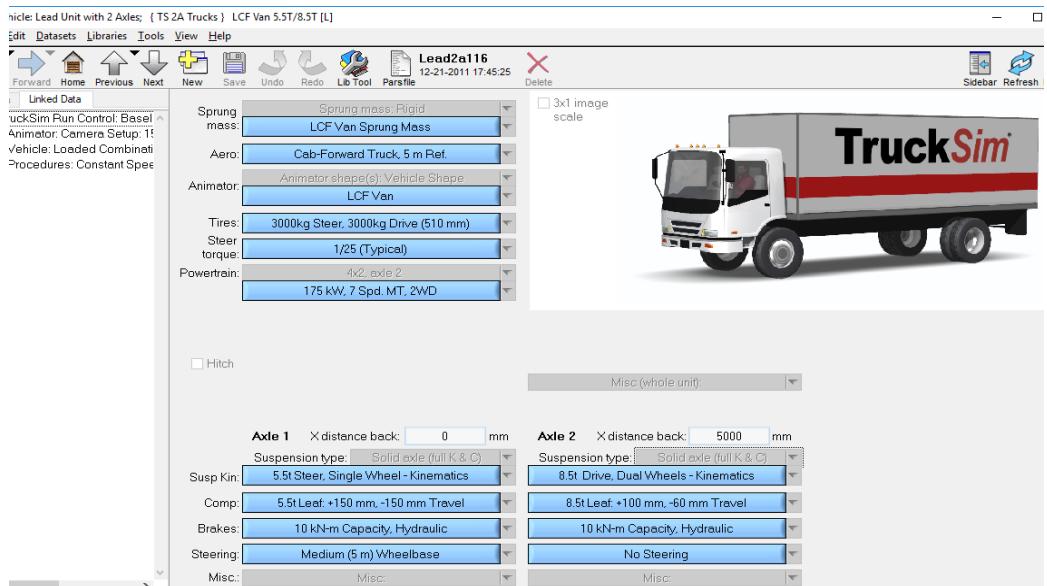 hicle: Lead Unit with 2 Axles; { TS 2A Trucks } LCF Van 5.5T/8.5T [L]
Edit Datasets Libraries Tools View Help
Forward Home Previous Next New Save Undo Redo Lib Tool Parsfile Lead2a116 12-21-2011 17:45:25 Delete Sidebar Refresh
Linked Data
ruckSim Run Control: Basel
Animator: Camera Setup: 15
Vehicle: Loaded Combinati
Procedures: Constant Spee
Sprung mass: Sprung mass: Rigid
LCF Van Sprung Mass
Aero: Cab-Forward Truck, 5 m Ref.
Animator: Animator shape(s): Vehicle Shape
LCF Van
Tires: 3000kg Steer, 3000kg Drive (510 mm)
Steer torque: 1/25 (Typical)
Powertrain: 4x2, axle 2
175 kW, 7 Spd. MT, 2WD
3x1 image scale
TruckSim
Hitch
Misc (whole unit):
Axle 1 X distance back: 0 mm Axle 2 X distance back: 5000 mm
Suspension type: Solid axle (full K & C) Suspension type: Solid axle (full K & C)
Susp Kin: 5.5t Steer, Single Wheel - Kinematics 8.5t Drive, Dual Wheels - Kinematics
Comp: 5.5t Leaf: +150 mm, -150 mm Travel 8.5t Leaf: +100 mm, -60 mm Travel
Brakes: 10 kN-m Capacity, Hydraulic 10 kN-m Capacity, Hydraulic
Steering: Medium (5 m) Wheelbase No Steering
Misc.: Misc: Misc: